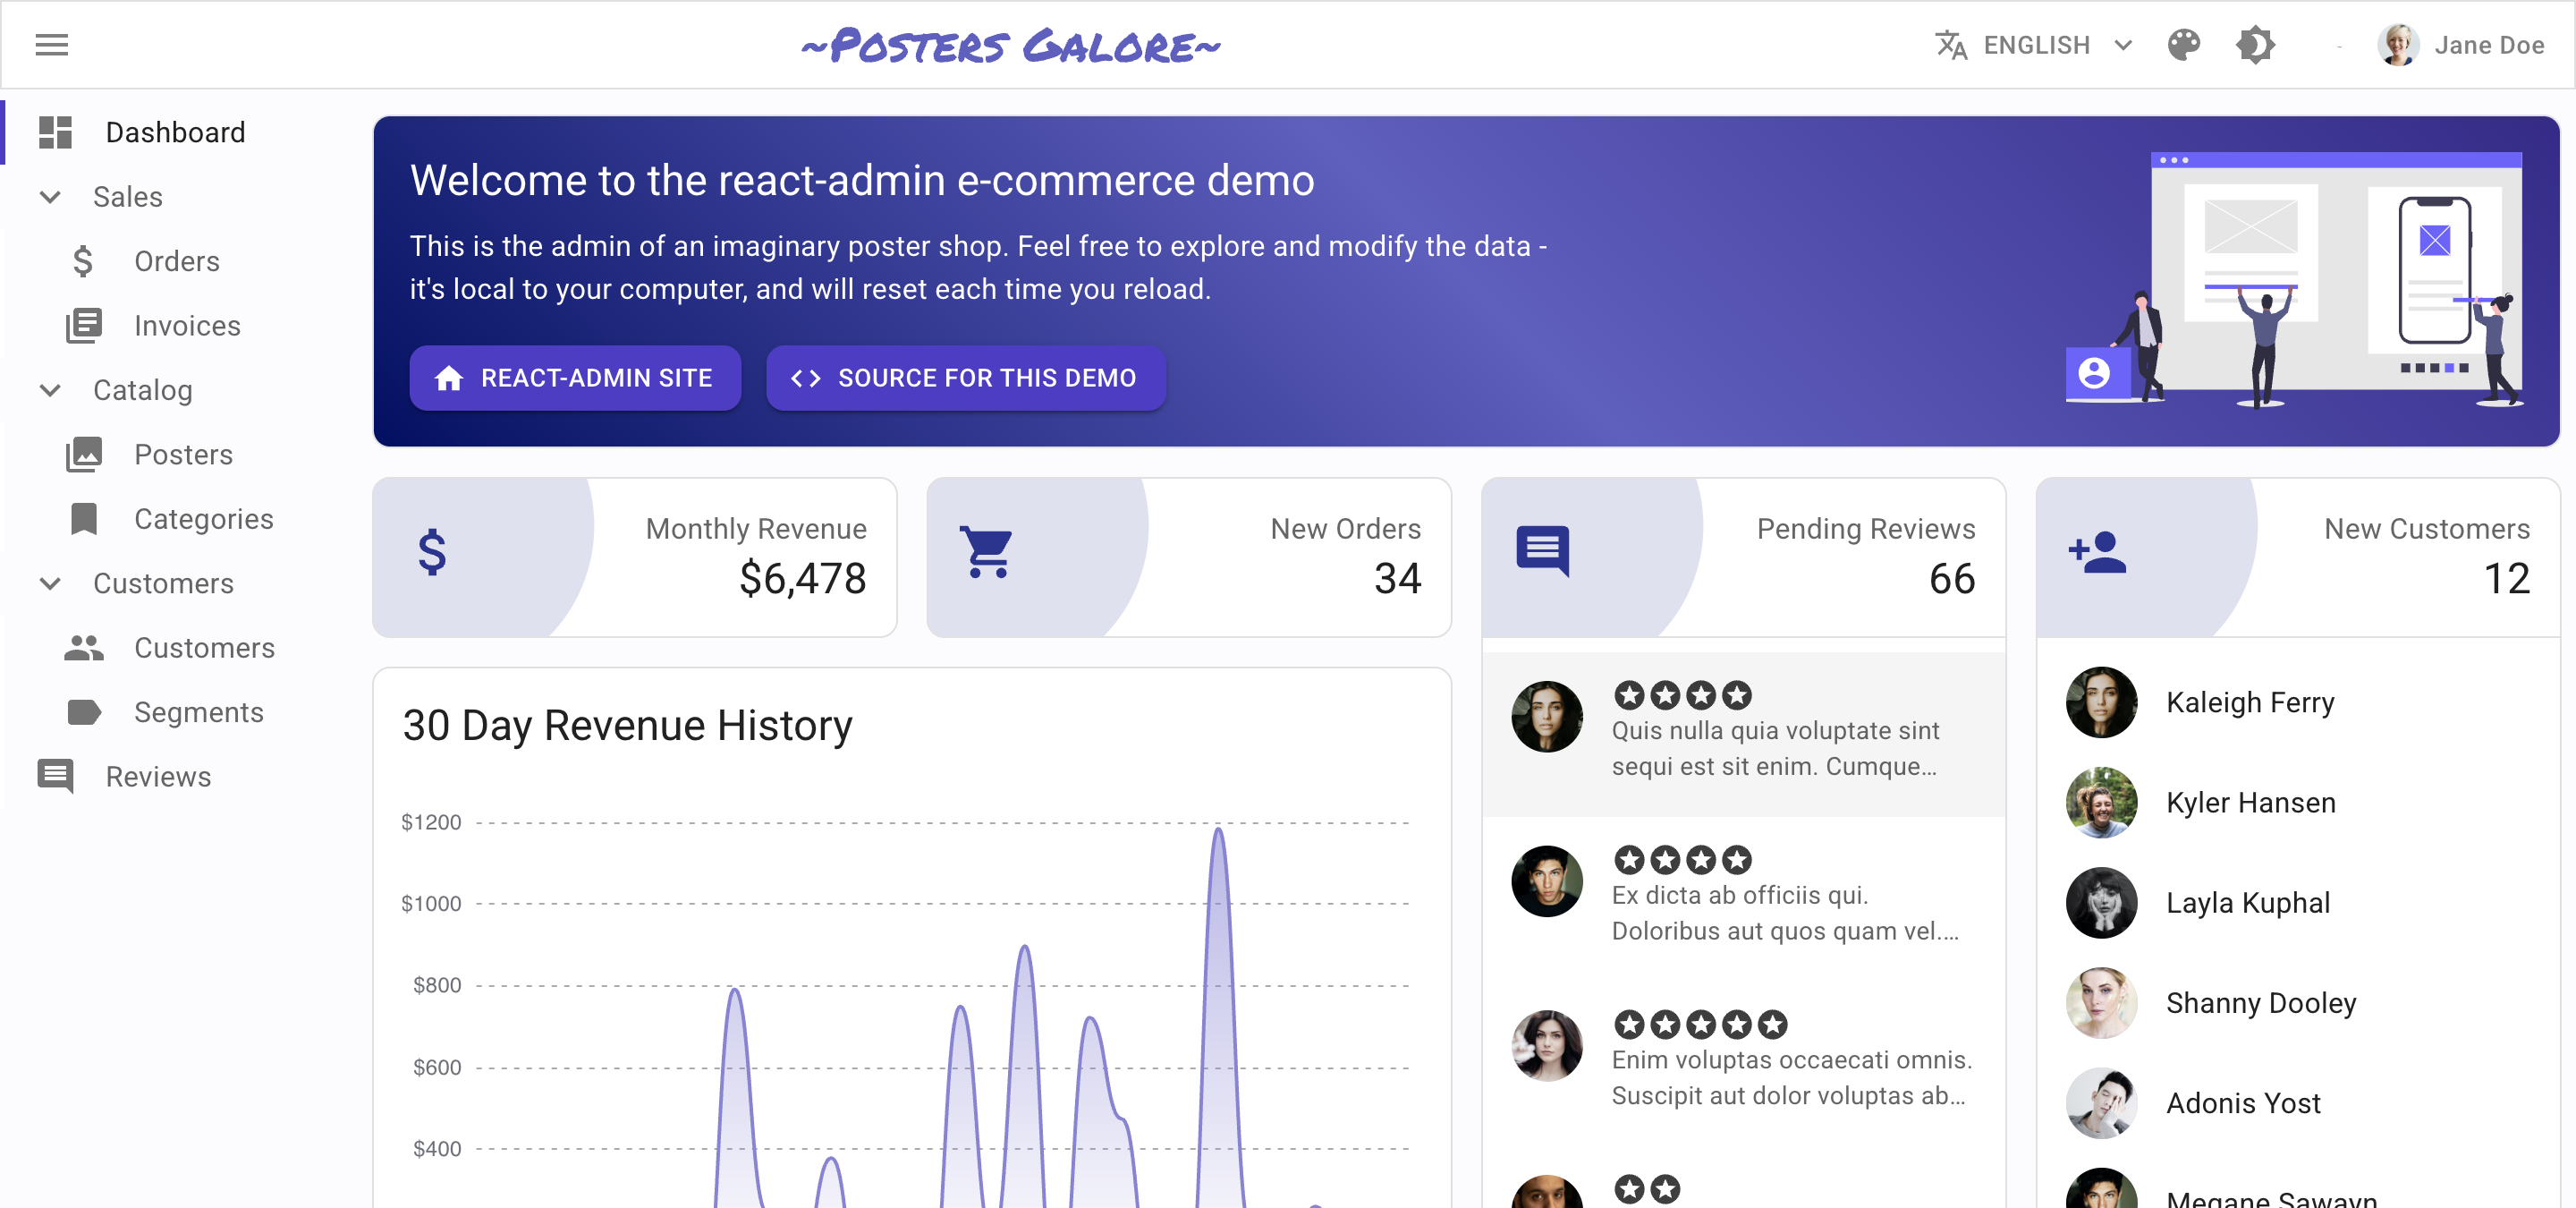 ~Posters Galore~
ENGLISH
Jane Doe
Dashboard
Sales
Orders
Invoices
Catalog
Posters
Categories
Customers
Customers
Segments
Reviews
Welcome to the react-admin e-commerce demo
This is the admin of an imaginary poster shop. Feel free to explore and modify the data -
it's local to your computer, and will reset each time you reload.
REACT-ADMIN SITE
SOURCE FOR THIS DEMO
Monthly Revenue
$6,478
New Orders
34
Pending Reviews
66
New Customers
12
30 Day Revenue History
$1200
$1000
$800
$600
$400
Quis nulla quia voluptate sint
sequi est sit enim. Cumque...
Ex dicta ab officiis qui.
Doloribus aut quos quam vel....
Enim voluptas occaecati omnis.
Suscipit aut dolor voluptas ab...
Kaleigh Ferry
Kyler Hansen
Layla Kuphal
Shanny Dooley
Adonis Yost
Megane Sawayn